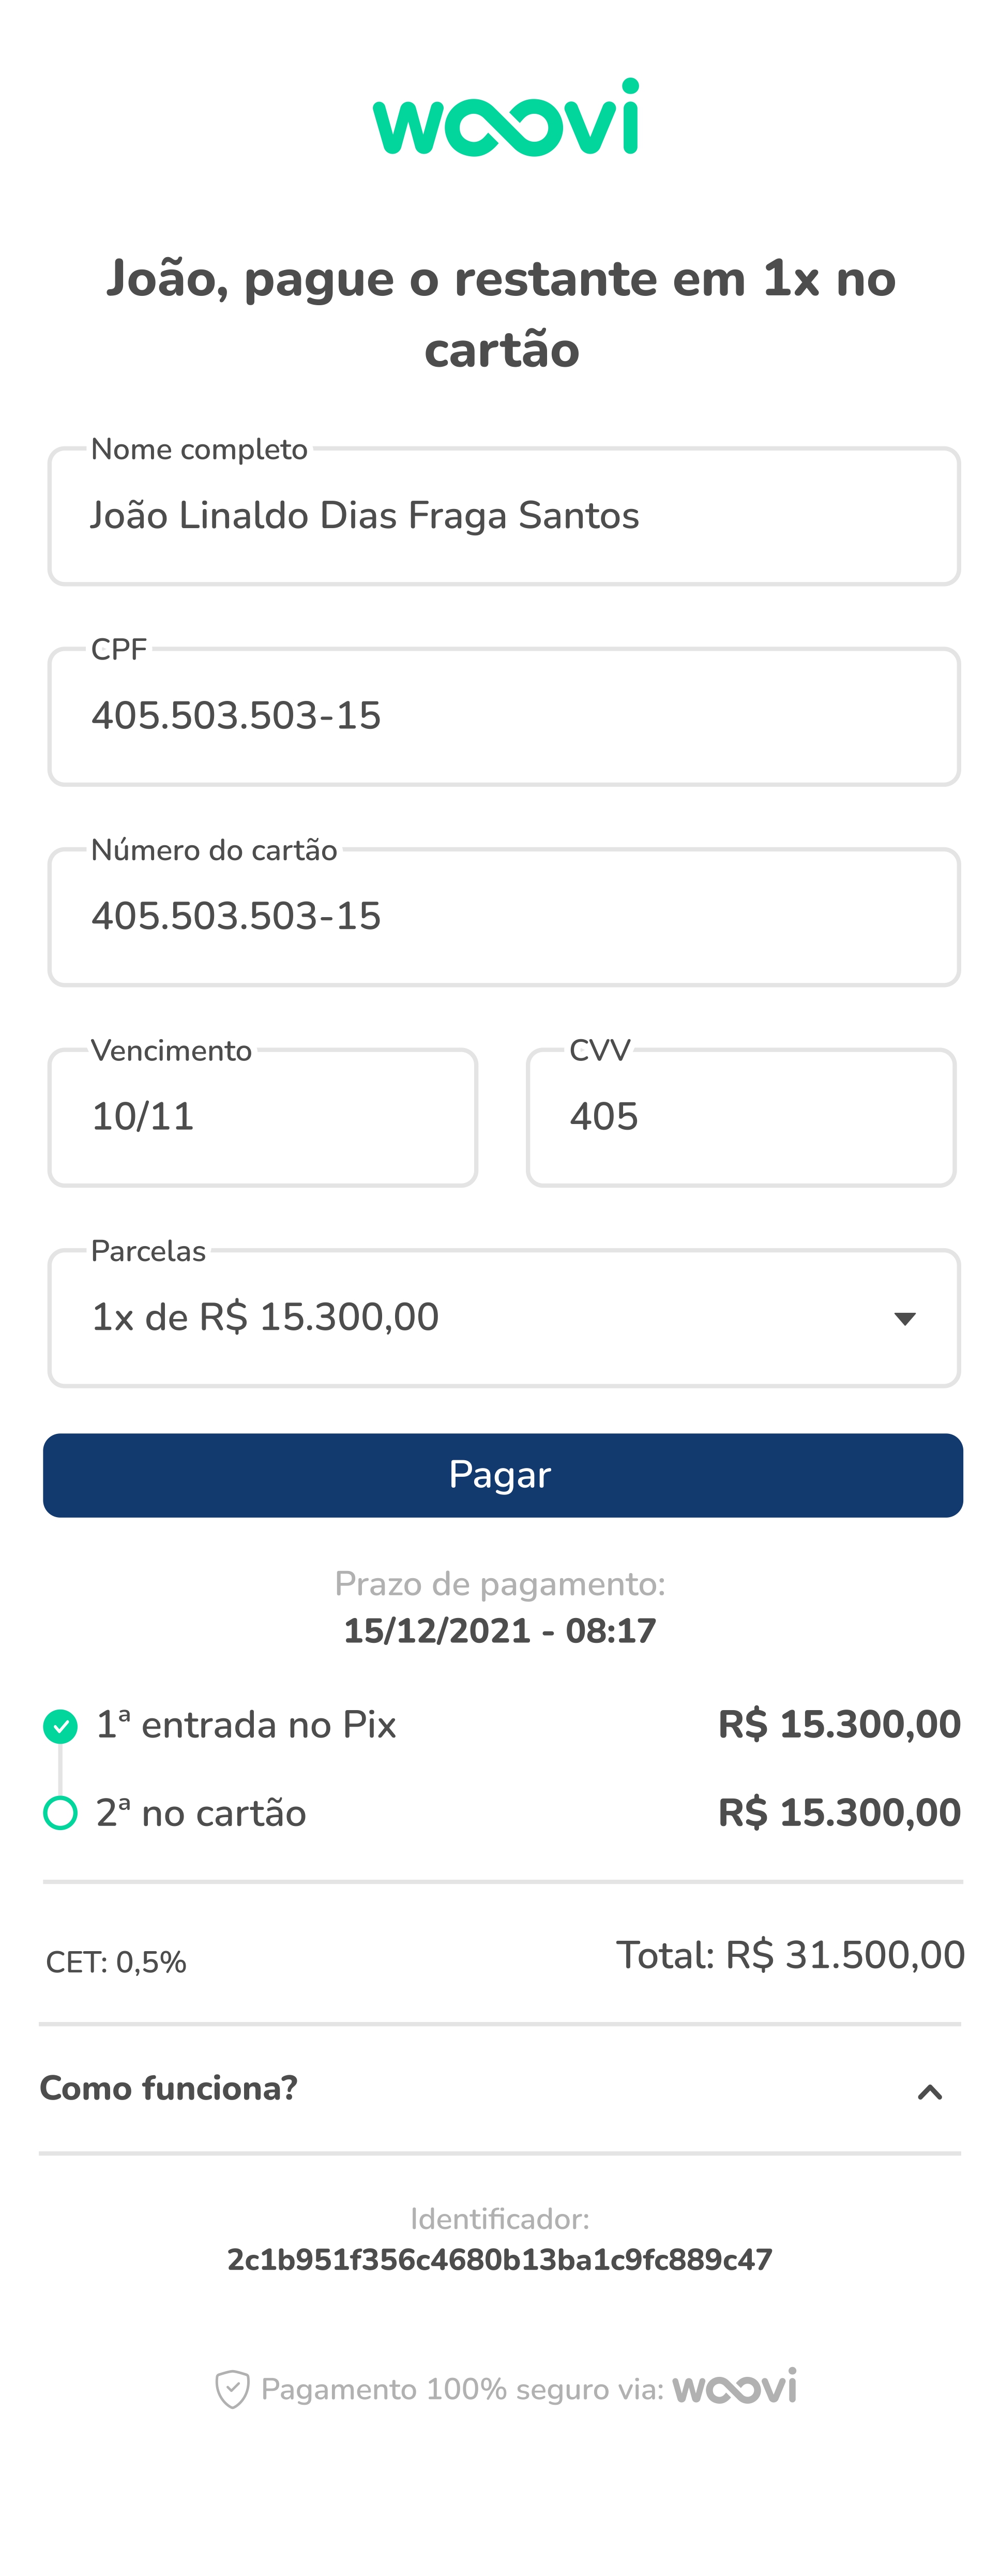 woovi
João, pague o restante em 1x no
cartão
Nome completo
João Linaldo Dias Fraga Santos
CPF
405.503.503-15
Número do cartão
405.503.503-15
Vencimento
10/11
CVV
405
Parcelas
1x de R$ 15.300,00
Pagar
Prazo de pagamento:
15/12/2021 - 08:17
1ª entrada no Pix R$ 15.300,00
2ª no cartão R$ 15.300,00
CET: 0,5% Total: R$ 31.500,00
Como funciona?
Identificador:
2c1b951f356c4680b13ba1c9fc889c47
Pagamento 100% seguro via: woovi